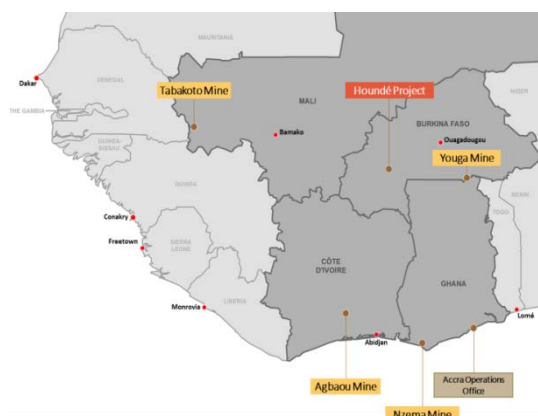 MAURITANIA
Dakar
SENEGAL
Tabakoto Mine
Houndé Project
MALI
NIGER
THE GAMBIA
BURKINA FASO
Bamako
Ouagadougou
GUINEA-
BISSAU
Youga Mine
GUINEA
BENIN
TOGO
Conakry
SIERRA
LEONE
Freetown
CÔTE
D'IVOIRE
GHANA
LIBERIA
Monrovia
Lomé
Abidjan
Agbaou Mine
Accra Operations
Office
Nzema Mine